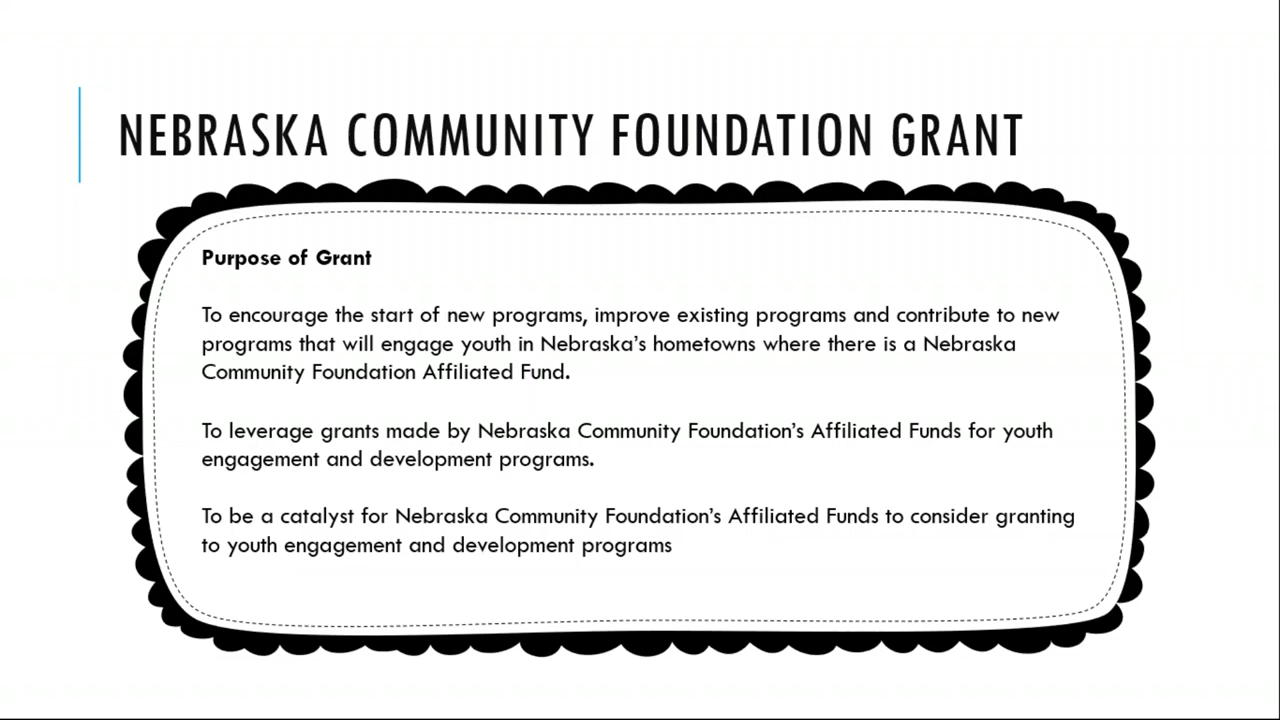 NEBRASKA COMMUNITY FOUNDATION GRANT
Purpose of Grant
To encourage the start of new programs, improve existing programs and contribute to new
programs that will engage youth in Nebraska’s hometowns where there is a Nebraska
Community Foundation Affiliated Fund.
To leverage grants made by Nebraska Community Foundation’s Affiliated Funds for youth
engagement and development programs.
To be a catalyst for Nebraska Community Foundation’s Affiliated Funds to consider granting
to youth engagement and development programs